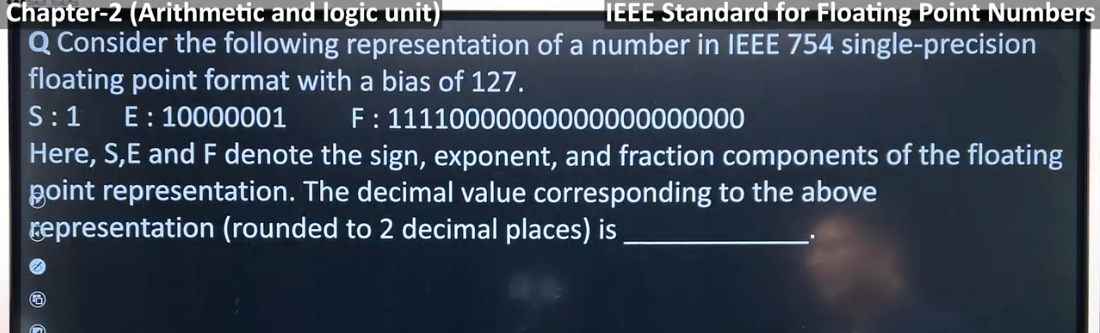 Chapter-2 (Arithmetic and logic unit)
IEEE Standard for Floating Point Numbers
Q Consider the following representation of a number in IEEE 754 single-precision
floating point format with a bias of 127.
S : 1 E : 10000001 F : 11110000000000000000000
Here, S,E and F denote the sign, exponent, and fraction components of the floating
point representation. The decimal value corresponding to the above
representation (rounded to 2 decimal places) is __________.